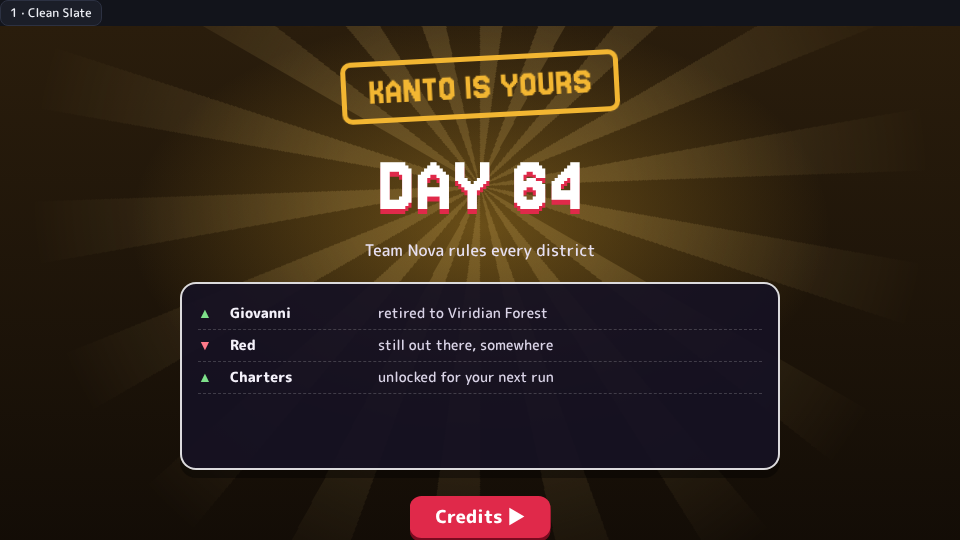 1 · Clean Slate
KANTO IS YOURS
DAY 64
Team Nova rules every district
▲ Giovanni retired to Viridian Forest
▼ Red still out there, somewhere
▲ Charters unlocked for your next run
Credits ▶